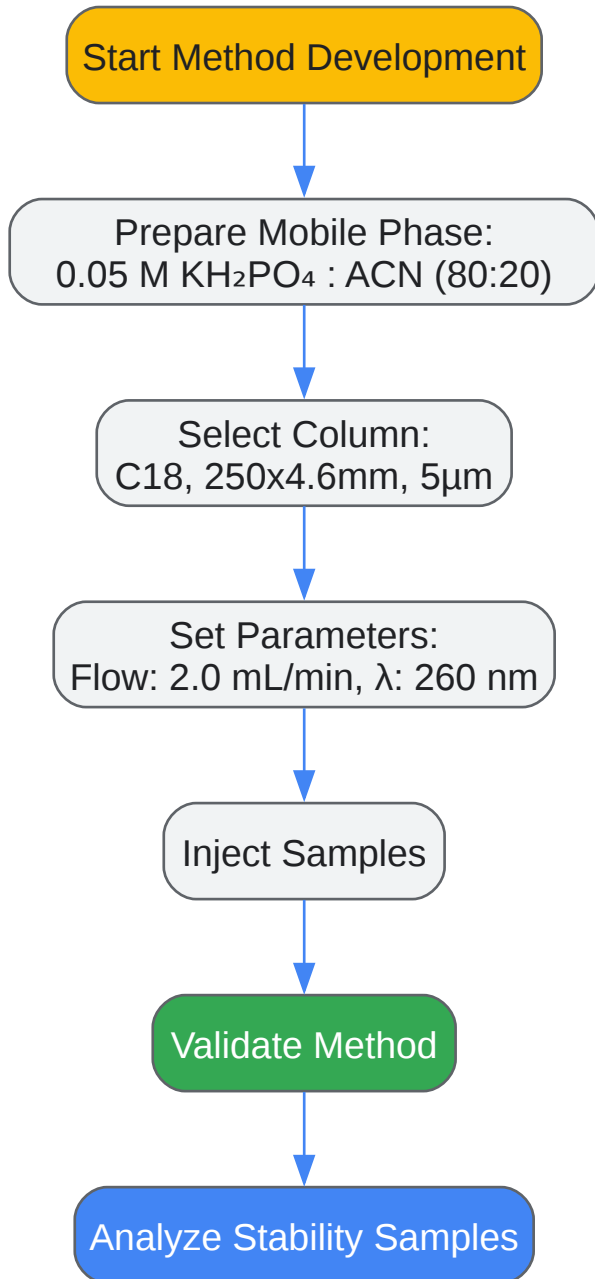 Start Method Development
Prepare Mobile Phase:
0.05 M KH₂PO₄ : ACN (80:20)
Select Column:
C18, 250x4.6mm, 5µm
Set Parameters:
Flow: 2.0 mL/min, λ: 260 nm
Inject Samples
Validate Method
Analyze Stability Samples